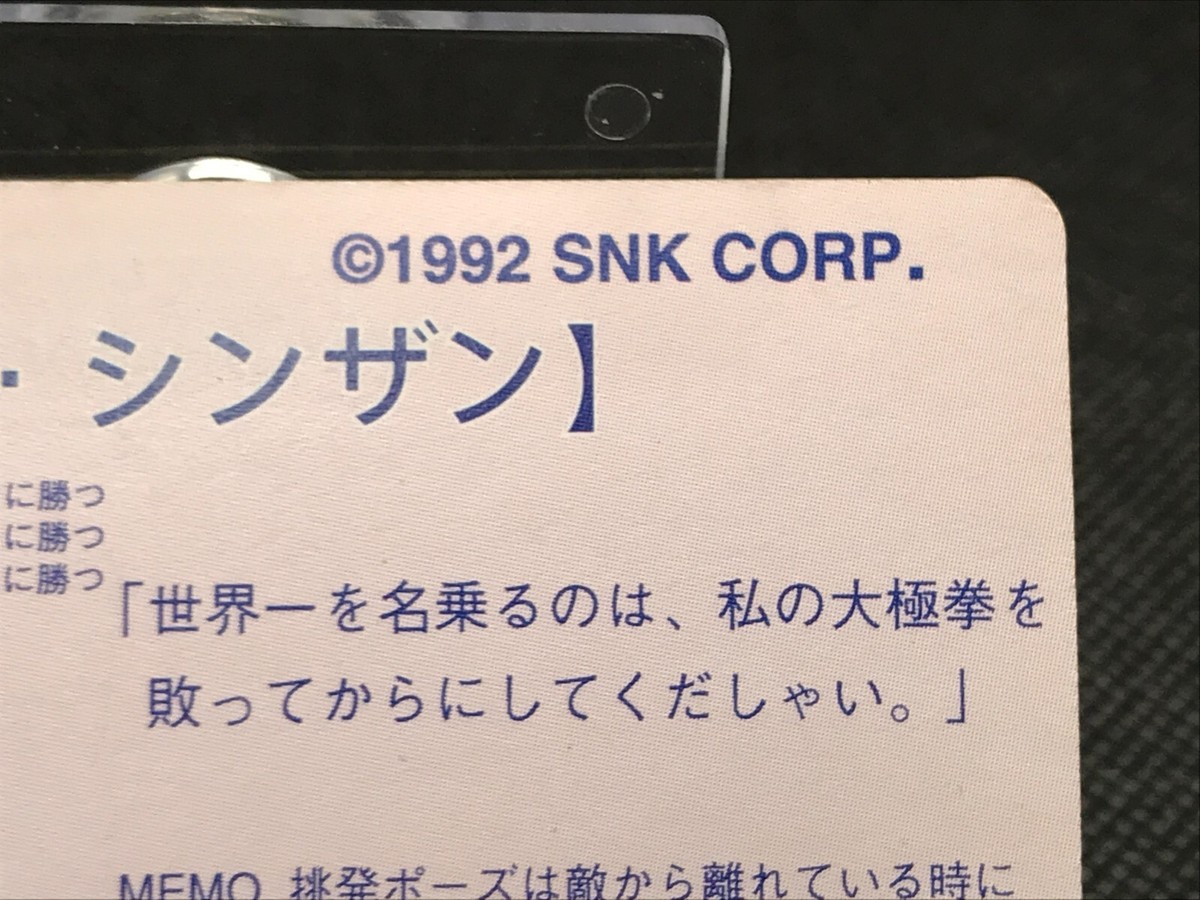 ©1992 SNK CORP.
・シンザン】
に勝つ
に勝つ
に勝つ
「世界一を名乗るのは、私の大極拳を
敗ってからにしてくだしゃい。」
MEMO 挑発ポーズは敵から離れている時に